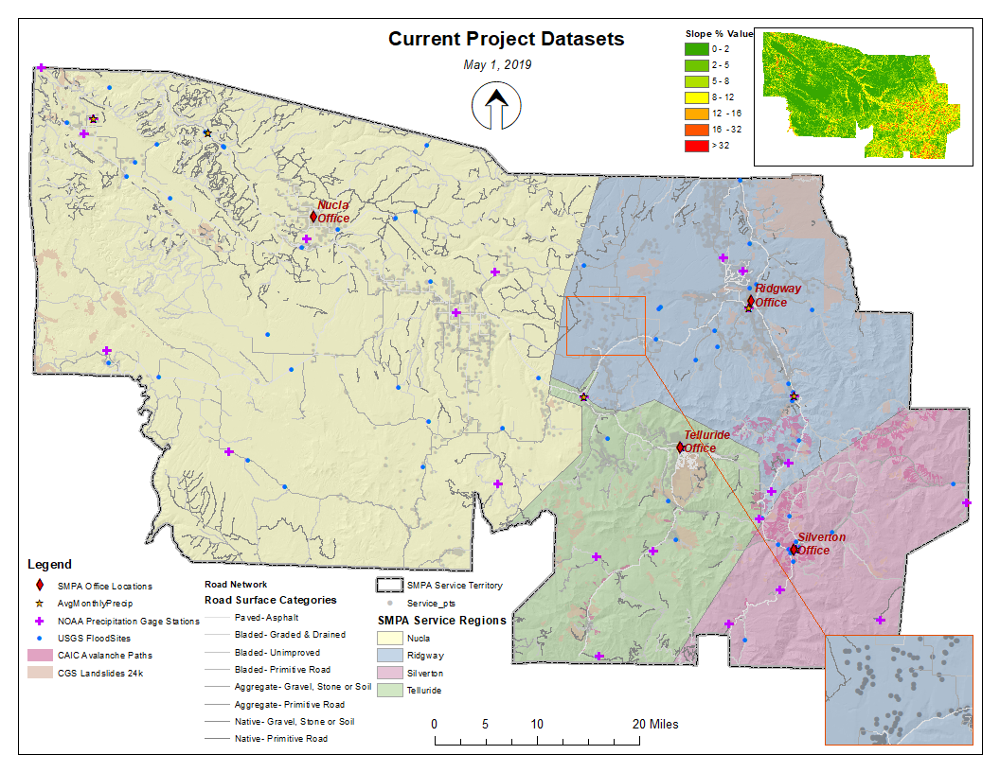 Current Project Datasets
May 1, 2019
Slope % Value
0 - 2
2 - 5
5 - 8
8 - 12
12 - 16
16 - 32
> 32
Nucla
Office
Ridgway
Office
Telluride
Office
Silverton
Office
Legend
SMPA Office Locations
AvgMonthlyPrecip
NOAA Precipitation Gage Stations
USGS FloodSites
CAIC Avalanche Paths
CGS Landslides 24k
Road Network
Road Surface Categories
Paved- Asphalt
Bladed- Graded & Drained
Bladed- Unimproved
Bladed- Primitive Road
Aggregate- Gravel, Stone or Soil
Aggregate- Primitive Road
Native- Gravel, Stone or Soil
Native- Primitive Road
SMPA Service Territory
Service_pts
SMPA Service Regions
Nucla
Ridgway
Silverton
Telluride
0 5 10 20 Miles